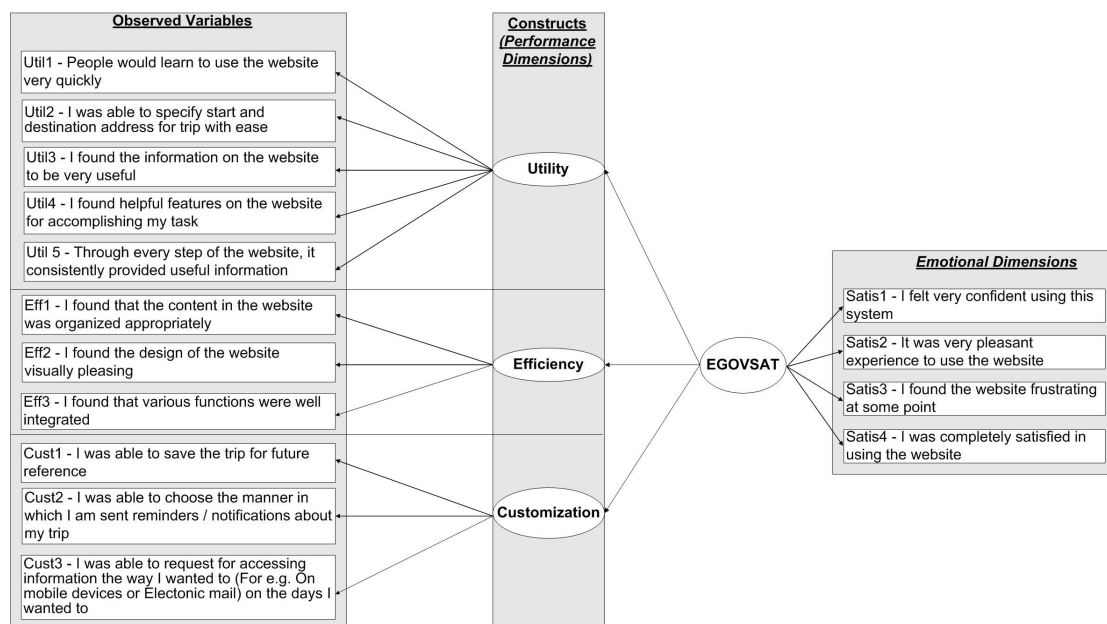 Observed Variables
Util1 - People would learn to use the website
very quickly
Util2 - I was able to specify start and
destination address for trip with ease
Util3 - I found the information on the website
to be very useful
Util4 - I found helpful features on the website
for accomplishing my task
Util 5 - Through every step of the website, it
consistently provided useful information
Eff1 - I found that the content in the website
was organized appropriately
Eff2 - I found the design of the website
visually pleasing
Eff3 - I found that various functions were well
integrated
Cust1 - I was able to save the trip for future
reference
Cust2 - I was able to choose the manner in
which I am sent reminders / notifications about
my trip
Cust3 - I was able to request for accessing
information the way I wanted to (For e.g. On
mobile devices or Electonic mail) on the days I
wanted to
Constructs
(Performance
Dimensions)
Utility
Efficiency
Customization
EGOVSAT
Emotional Dimensions
Satis1 - I felt very confident using this
system
Satis2 - It was very pleasant
experience to use the website
Satis3 - I found the website frustrating
at some point
Satis4 - I was completely satisfied in
using the website